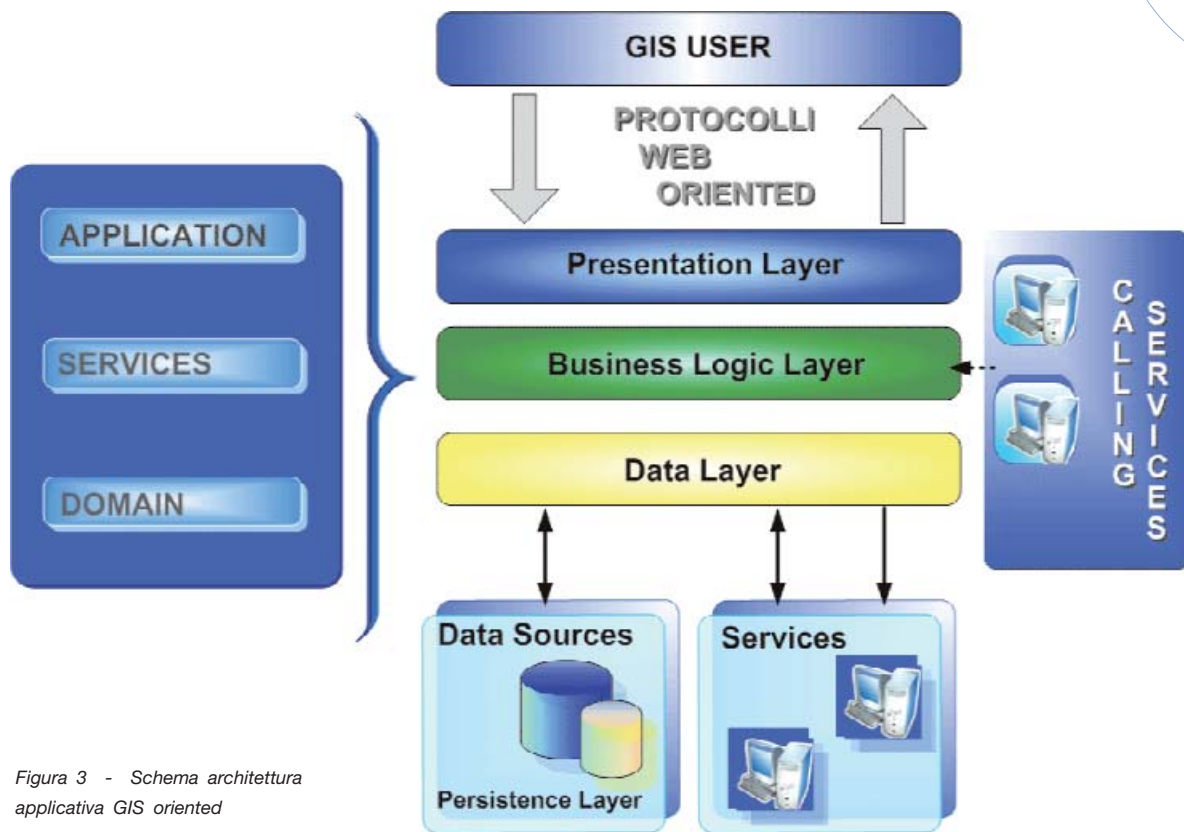 GIS USER
PROTOCOLLI
WEB
ORIENTED
APPLICATION
SERVICES
DOMAIN
Presentation Layer
Business Logic Layer
Data Layer
CALLING
SERVICES
Data Sources
Persistence Layer
Services
Figura 3 - Schema architettura
applicativa GIS oriented